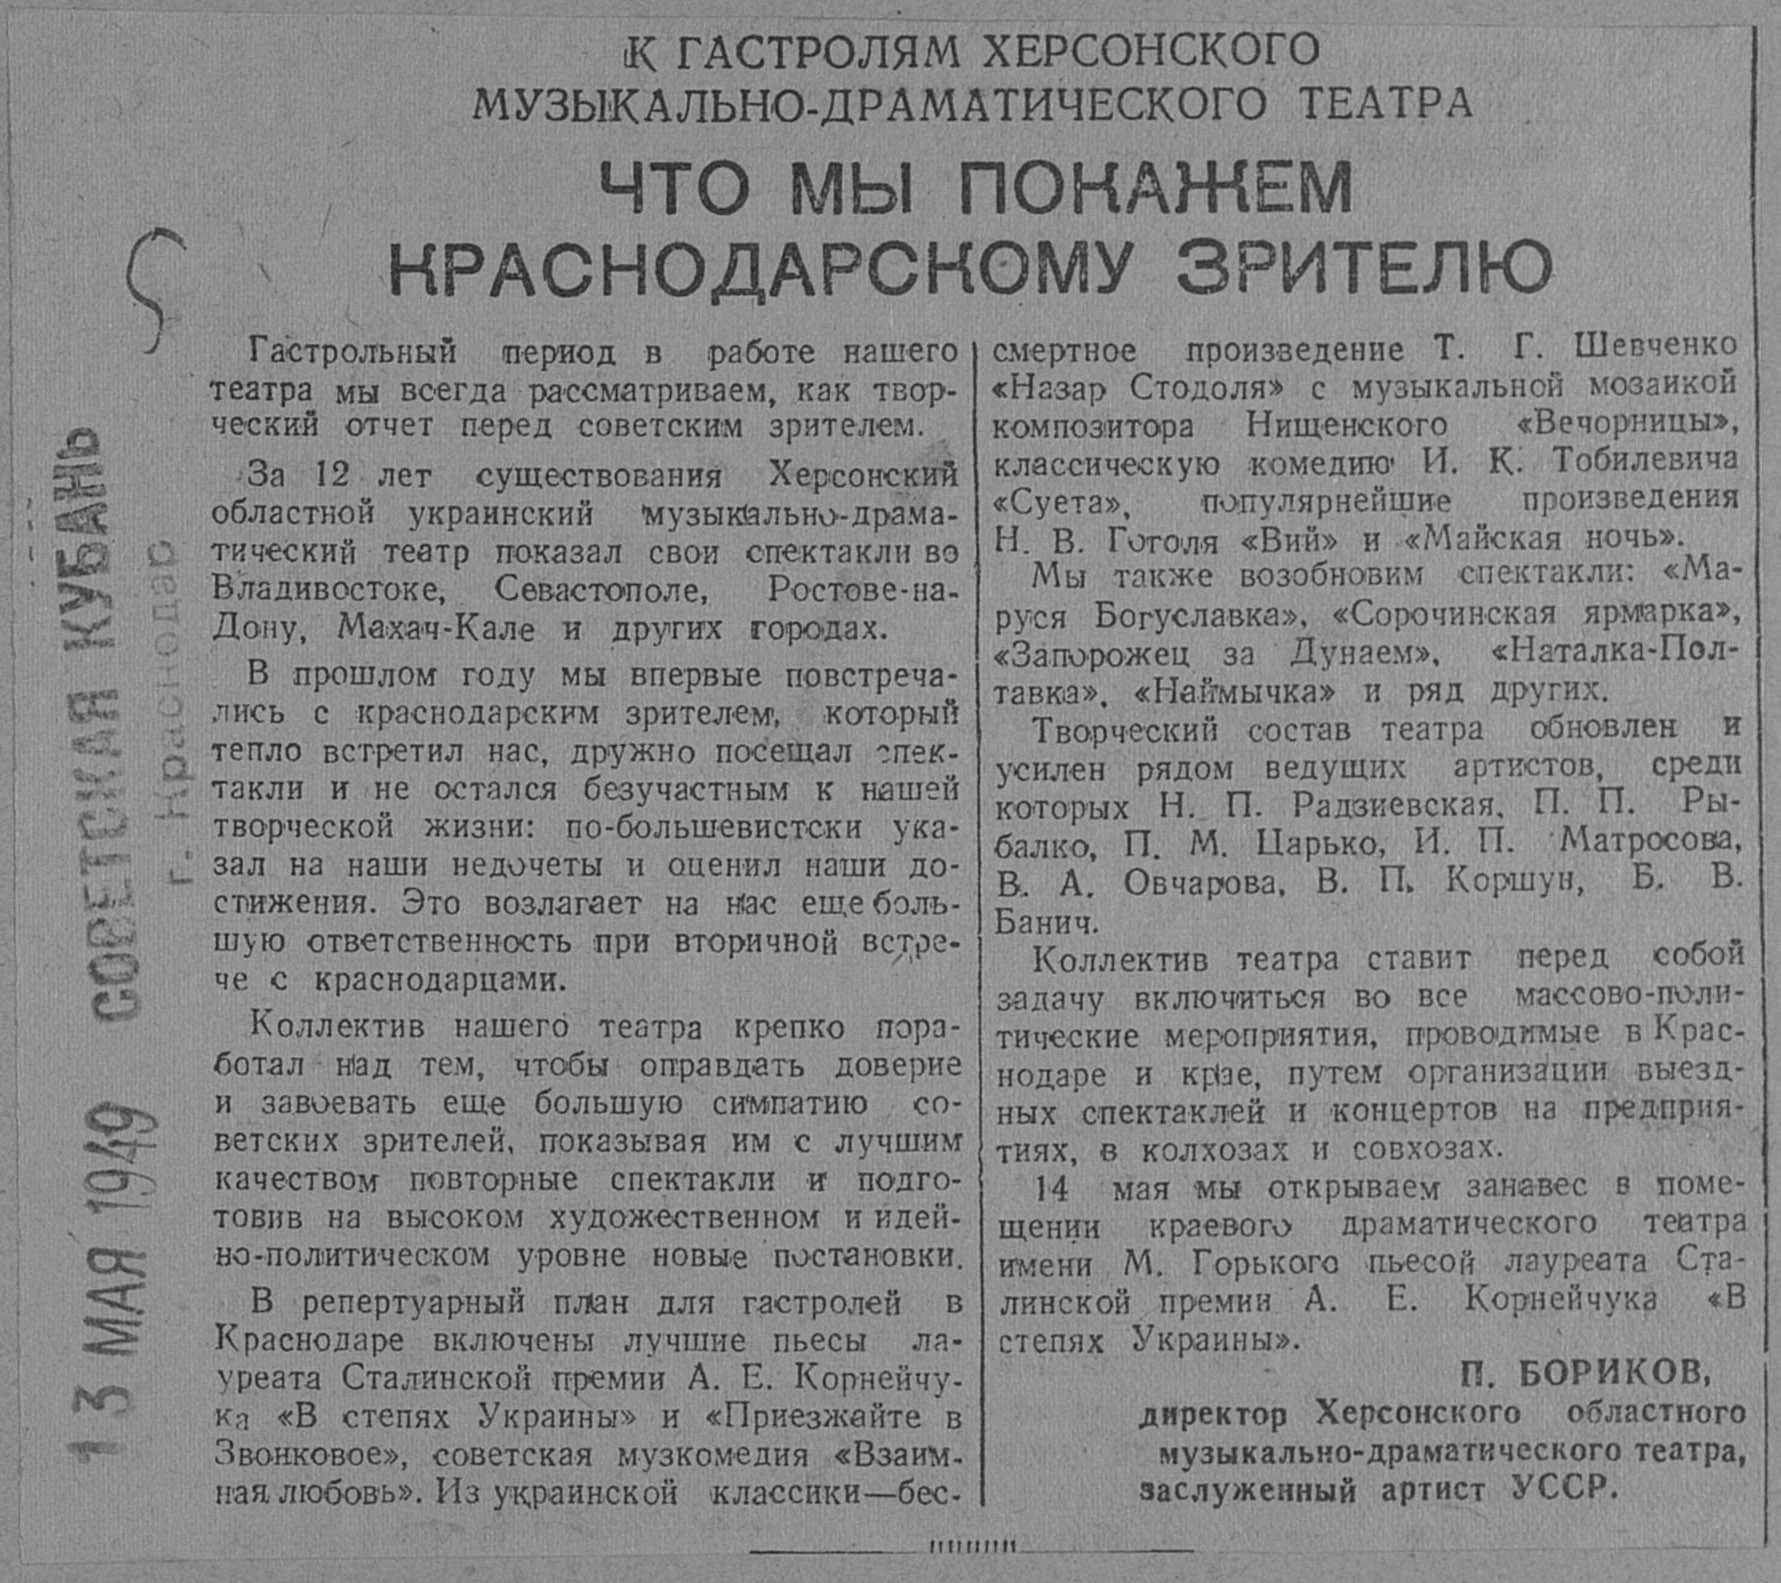 К ГАСТРОЛЯМ ХЕРСОНСКОГО
МУЗЫКАЛЬНО-ДРАМАТИЧЕСКОГО ТЕАТРА
ЧТО МЫ ПОКАЖЕМ
КРАСНОДАРСКОМУ ЗРИТЕЛЮ
Гастрольный период в работе нашего
театра мы всегда рассматриваем, как твор-
ческий отчет перед советским зрителем.
За 12 лет существования Херсонский
областной украинский музыкально-драма-
тический театр показал свои спектакли во
Владивостоке, Севастополе, Ростове-на-
Дону, Махач-Кале и других городах.
В прошлом году мы впервые повстреча-
лись с краснодарским зрителем, который
тепло встретил нас, дружно посещал спек-
такли и не остался безучастным к нашей
творческой жизни: по-большевистски ука-
зал на наши недочеты и оценил наши до-
стижения. Это возлагает на нас еще боль-
шую ответственность при вторичной встре-
че с краснодарцами.
Коллектив нашего театра крепко пора-
ботал над тем, чтобы оправдать доверие
и завоевать еще большую симпатию со-
ветских зрителей, показывая им с лучшим
качеством повторные спектакли и подго-
товив на высоком художественном и идей-
но-политическом уровне новые постановки.
В репертуарный план для гастролей в
Краснодаре включены лучшие пьесы ла-
уреата Сталинской премии А. Е. Корнейчу-
ка «В степях Украины» и «Приезжайте в
Звонковое», советская музкомедия «Взаим-
ная любовь». Из украинской классики—бес-
смертное произведение Т. Г. Шевченко
«Назар Стодоля» с музыкальной мозаикой
композитора Нищенского «Вечорницы»,
классическую комедию И. К. Тобилевича
«Суета», популярнейшие произведения
Н. В. Гоголя «Вий» и «Майская ночь».
Мы также возобновим спектакли: «Ма-
руся Богуславка», «Сорочинская ярмарка»,
«Запорожец за Дунаем», «Наталка-Пол-
тавка», «Наймычка» и ряд других.
Творческий состав театра обновлен и
усилен рядом ведущих артистов, среди
которых Н. П. Радзиевская, П. П. Ры-
балко, П. М. Царько, И. П. Матросова,
В. А. Овчарова, В. П. Коршун, Б. В.
Банич.
Коллектив театра ставит перед собой
задачу включиться во все массово-поли-
тические мероприятия, проводимые в Крас-
нодаре и крае, путем организации выезд-
ных спектаклей и концертов на предприя-
тиях, в колхозах и совхозах.
14 мая мы открываем занавес в поме-
щении краевого драматического театра
имени М. Горького пьесой лауреата Ста-
линской премии А. Е. Корнейчука «В
степях Украины».
П. БОРИКОВ,
директор Херсонского областного
музыкально-драматического театра,
заслуженный артист УССР.
13 МАЯ 1949 СОВЕТСКАЯ КУБАНЬ
г. Краснодар